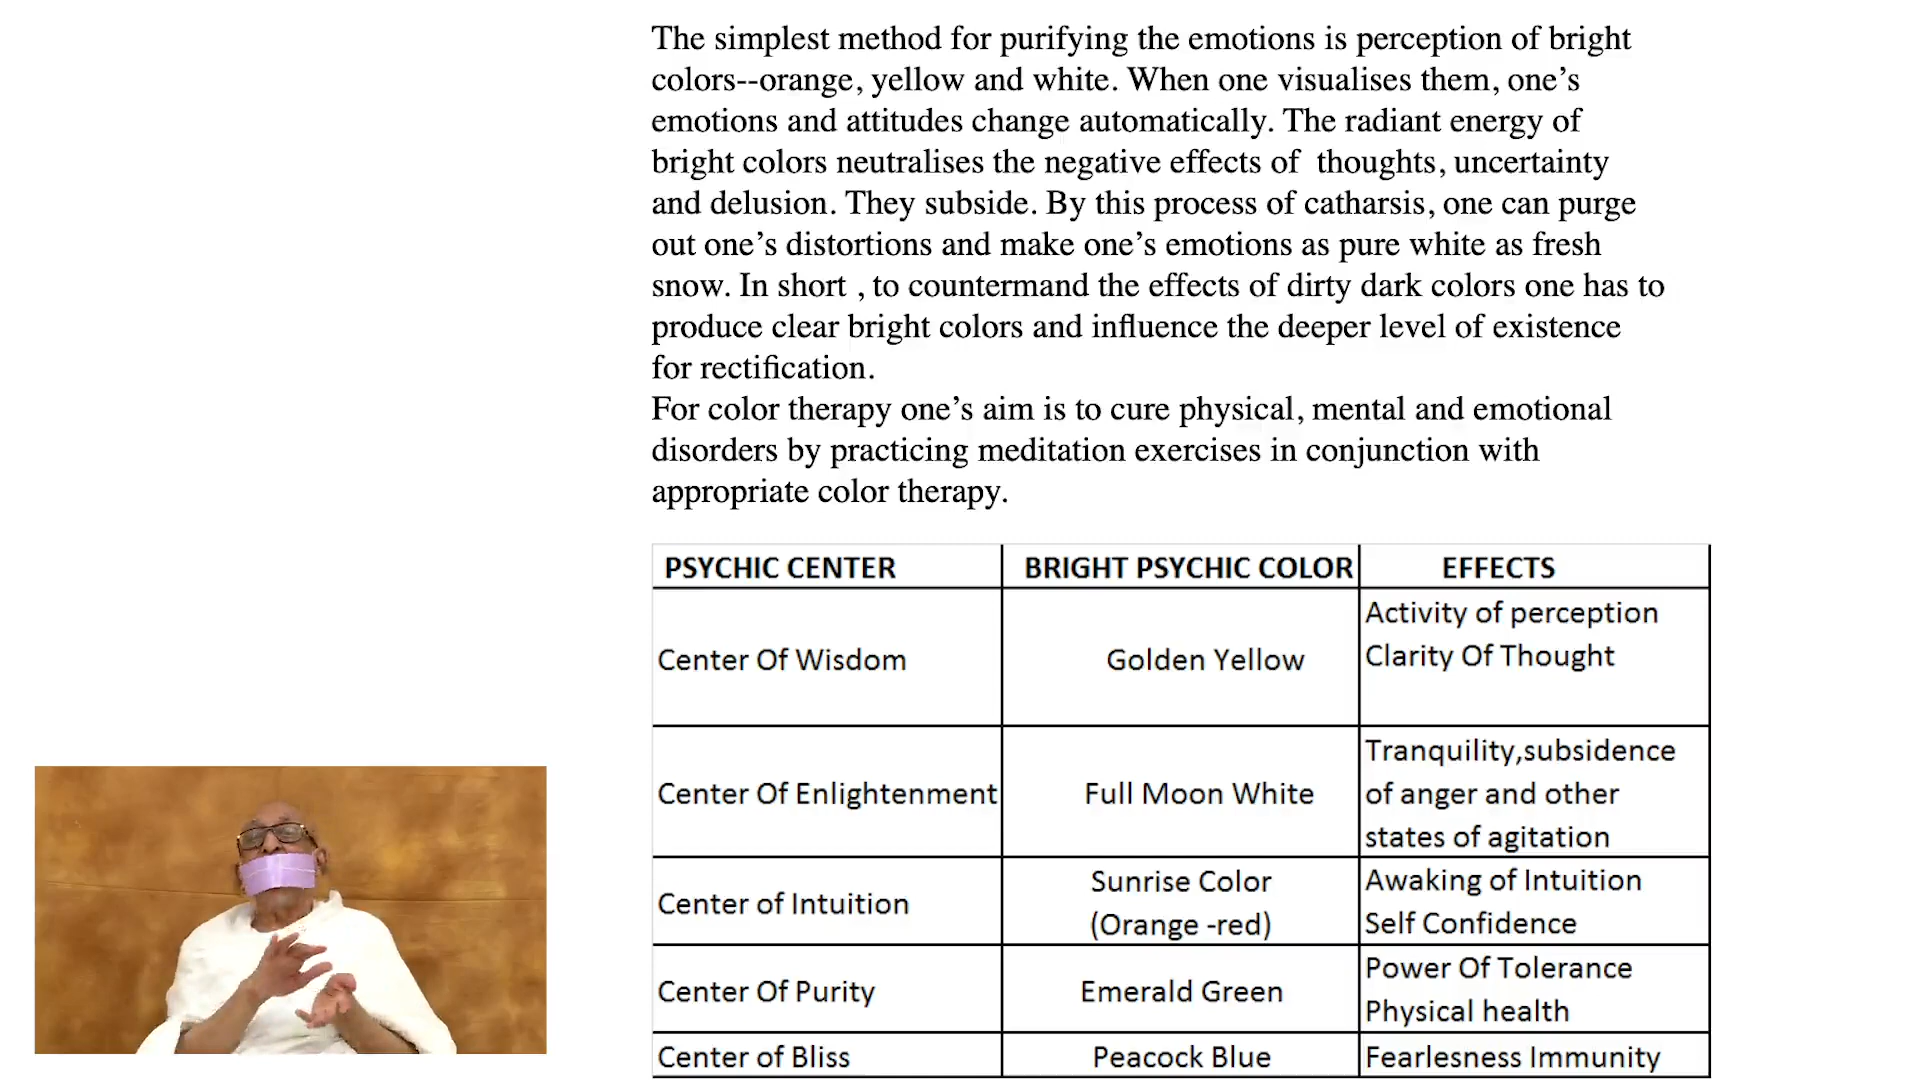 The simplest method for purifying the emotions is perception of bright
colors--orange, yellow and white. When one visualises them, one’s
emotions and attitudes change automatically. The radiant energy of
bright colors neutralises the negative effects of  thoughts, uncertainty
and delusion. They subside. By this process of catharsis, one can purge
out one’s distortions and make one’s emotions as pure white as fresh
snow. In short , to countermand the effects of dirty dark colors one has to
produce clear bright colors and influence the deeper level of existence
for rectification.
For color therapy one’s aim is to cure physical, mental and emotional
disorders by practicing meditation exercises in conjunction with
appropriate color therapy.
PSYCHIC CENTER BRIGHT PSYCHIC COLOR EFFECTS
Center Of Wisdom Golden Yellow Activity of perception
Clarity Of Thought
Center Of Enlightenment Full Moon White Tranquility,subsidence
of anger and other
states of agitation
Center of Intuition Sunrise Color
(Orange -red) Awaking of Intuition
Self Confidence
Center Of Purity Emerald Green Power Of Tolerance
Physical health
Center of Bliss Peacock Blue Fearlesness Immunity